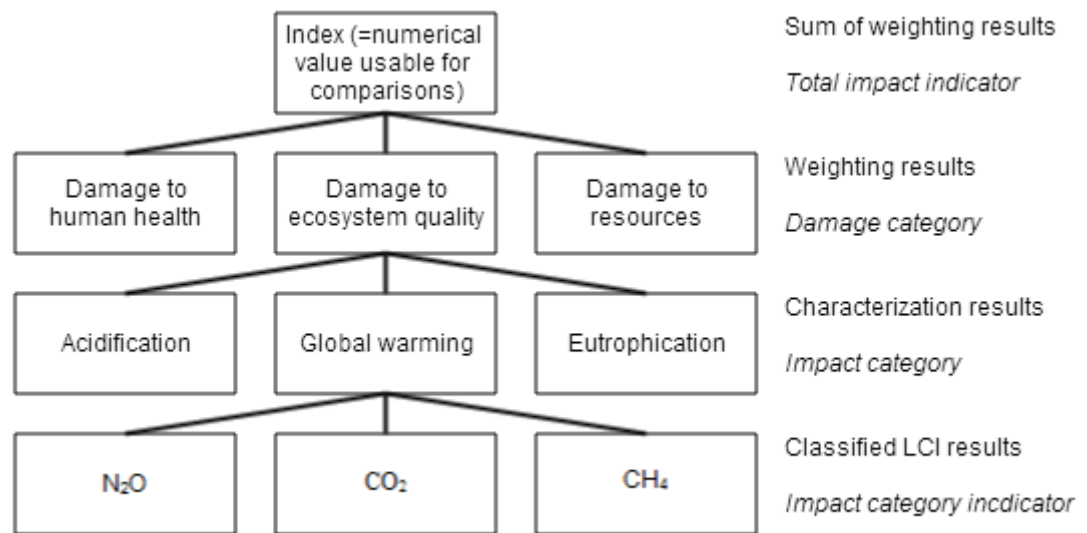 Index (=numerical
value usable for
comparisons)
Sum of weighting results
Total impact indicator
Damage to
human health
Damage to
ecosystem quality
Damage to
resources
Weighting results
Damage category
Acidification
Global warming
Eutrophication
Characterization results
Impact category
N₂O
CO₂
CH₄
Classified LCI results
Impact category incdicator